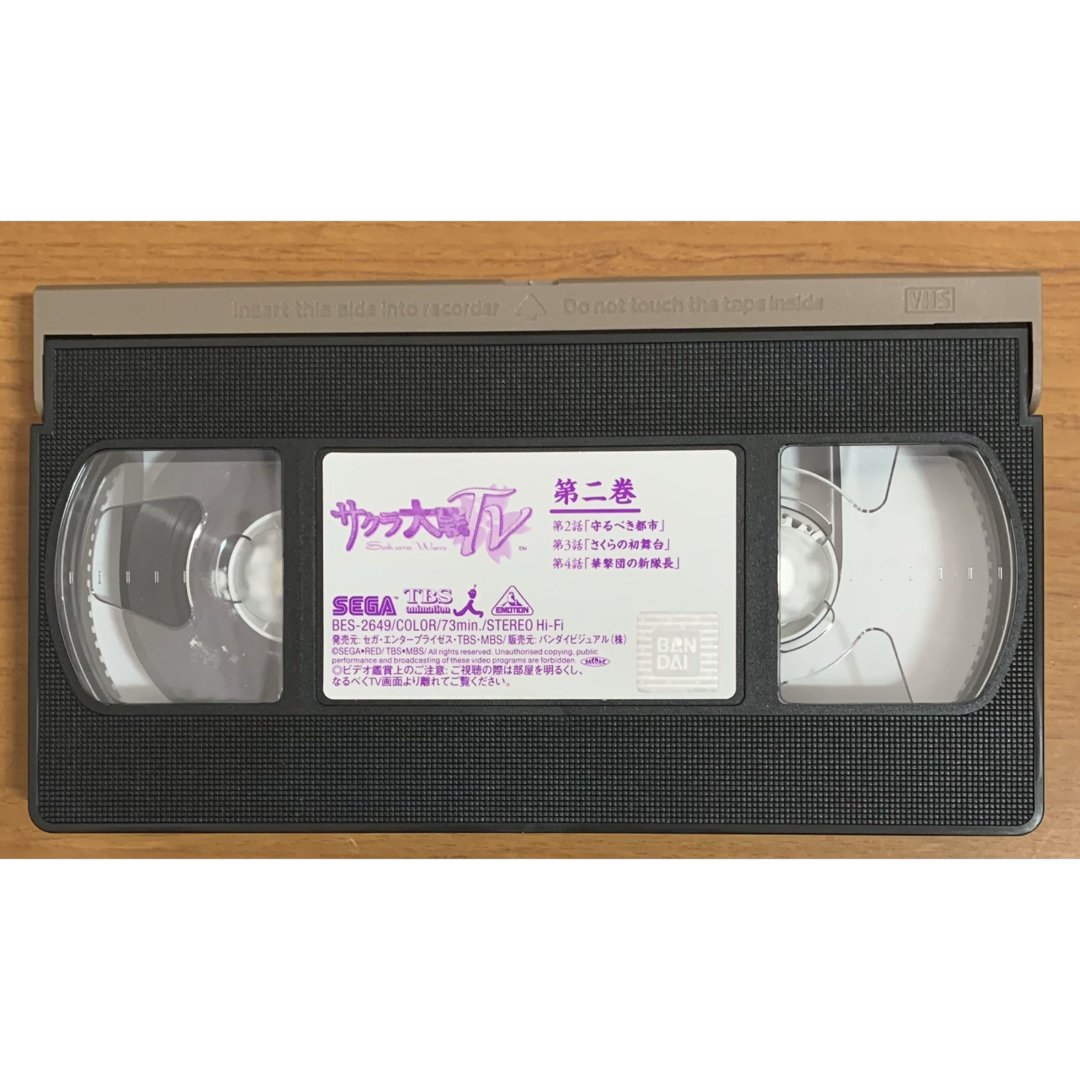 Insert this side into recorder Do not touch the tape inside VHS
サクラ大戦TV
Sakura Wars
TM
第二巻
第2話「守るべき都市」
第3話「さくらの初舞台」
第4話「華撃団の新隊長」
SEGA TBS animation EMOTION
BES-2649/COLOR/73min./STEREO Hi-Fi
発売元: セガ・エンタープライゼス・TBS・MBS/ 販売元: バンダイビジュアル(株)
©SEGA•RED/ TBS•MBS/ All rights reserved. Unauthorised copying, public
performance and broadcasting of these video programs are forbidden.
◎ビデオ鑑賞上のご注意: ご視聴の際は部屋を明るくし、
なるべくTV画面より離れてご覧ください。
BAN
DAI